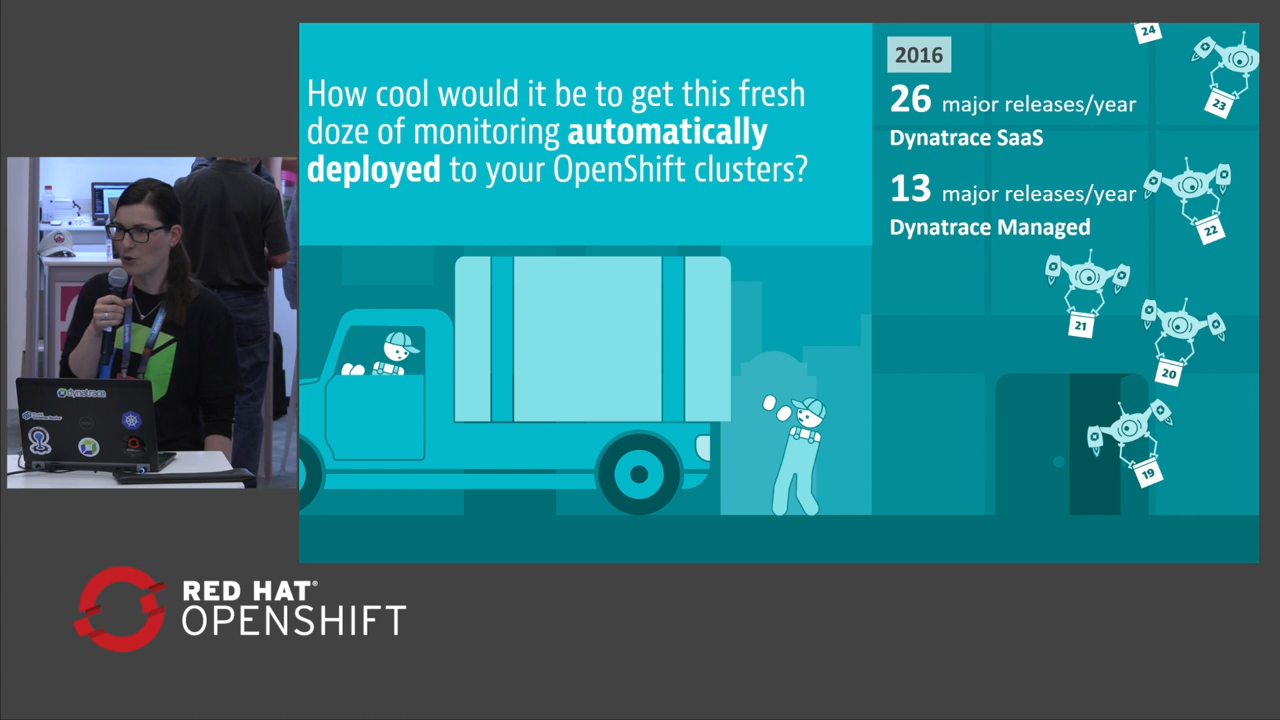 How cool would it be to get this fresh
doze of monitoring automatically
deployed to your OpenShift clusters?
2016
26 major releases/year
Dynatrace SaaS
13 major releases/year
Dynatrace Managed
24
23
22
21
20
19
dynatrace
RED HAT®
OPENSHIFT